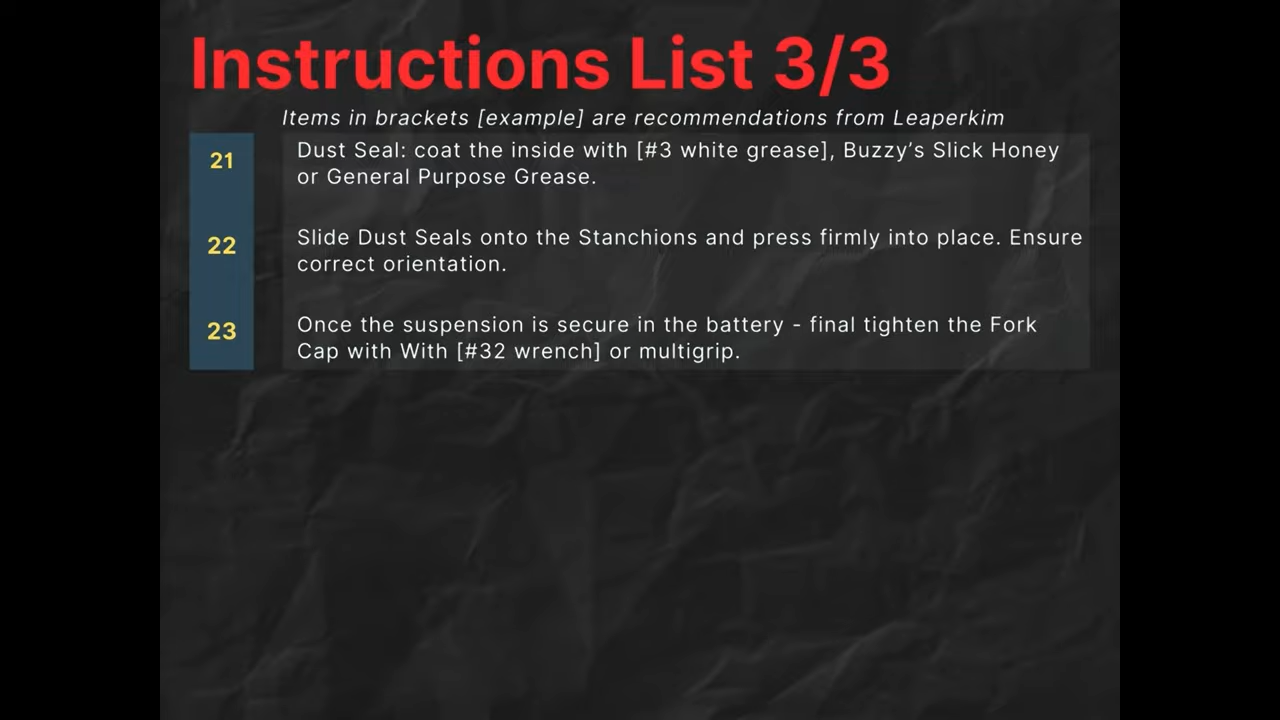 Instructions List 3/3
Items in brackets [example] are recommendations from Leaperkim
21
Dust Seal: coat the inside with [#3 white grease], Buzzy’s Slick Honey
or General Purpose Grease.
22
Slide Dust Seals onto the Stanchions and press firmly into place. Ensure
correct orientation.
23
Once the suspension is secure in the battery - final tighten the Fork
Cap with With [#32 wrench] or multigrip.